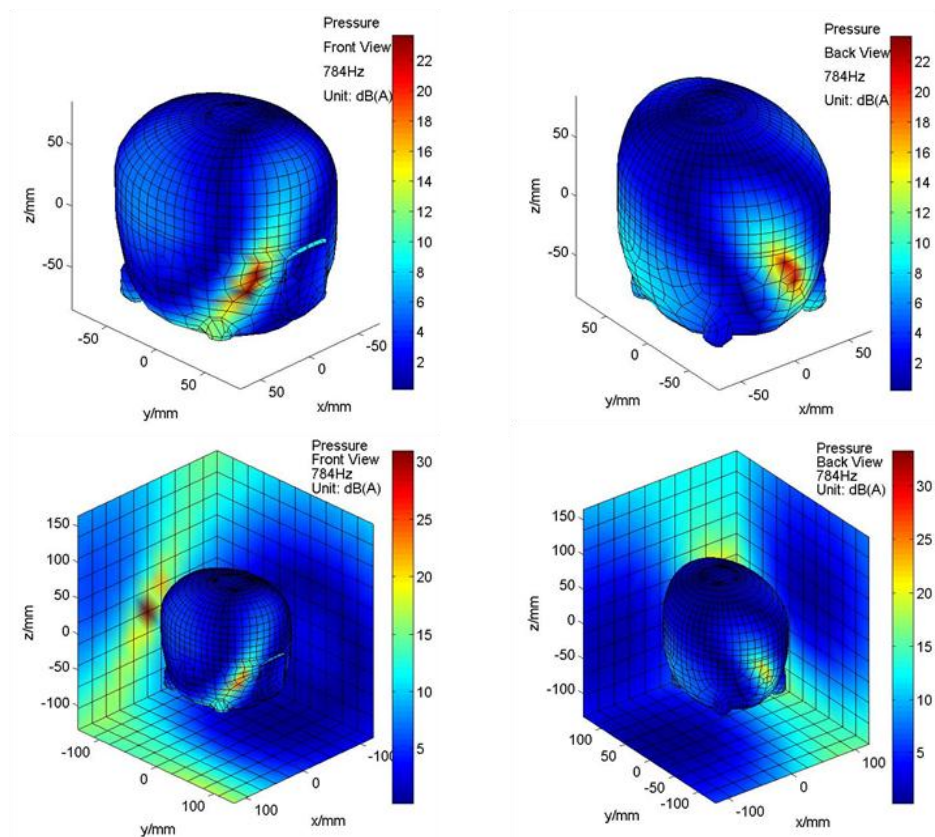 Pressure
Front View
784Hz
Unit: dB(A)
22
20
18
16
14
12
10
8
6
4
2
50
0
-50
z/mm
-50
0
50
y/mm
50
0
-50
x/mm
Pressure
Back View
784Hz
Unit: dB(A)
22
20
18
16
14
12
10
8
6
4
2
50
0
-50
z/mm
50
0
-50
y/mm
-50
0
50
x/mm
Pressure
Front View
784Hz
Unit: dB(A)
30
25
20
15
10
5
150
100
50
0
-50
-100
z/mm
-100
0
100
y/mm
100
0
-100
x/mm
Pressure
Back View
784Hz
Unit: dB(A)
30
25
20
15
10
5
150
100
50
0
-50
-100
z/mm
100
50
0
-50
-100
y/mm
-100
0
100
x/mm